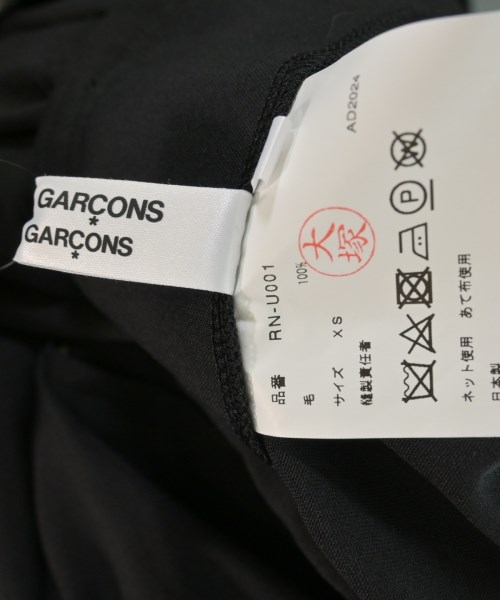 GARÇONS
*
GARÇONS
*
AD2024
品番 RN-U001
毛 100%
サイズ XS
縫製責任者
大塚
P
ネット使用 あて布使用
日本製